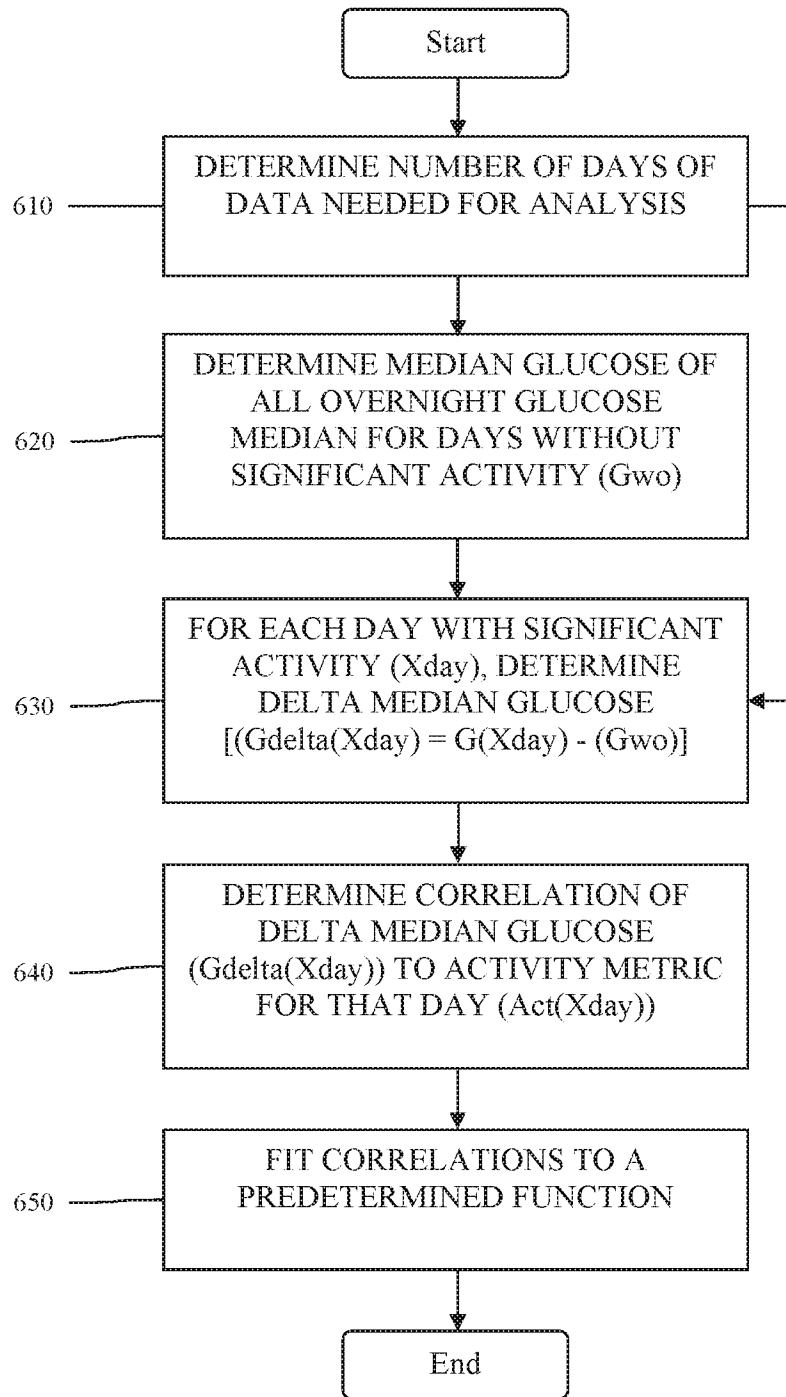 Start
610
DETERMINE NUMBER OF DAYS OF
DATA NEEDED FOR ANALYSIS
620
DETERMINE MEDIAN GLUCOSE OF
ALL OVERNIGHT GLUCOSE
MEDIAN FOR DAYS WITHOUT
SIGNIFICANT ACTIVITY (Gwo)
630
FOR EACH DAY WITH SIGNIFICANT
ACTIVITY (Xday), DETERMINE
DELTA MEDIAN GLUCOSE
[(Gdelta(Xday) = G(Xday) - (Gwo)]
640
DETERMINE CORRELATION OF
DELTA MEDIAN GLUCOSE
(Gdelta(Xday)) TO ACTIVITY METRIC
FOR THAT DAY (Act(Xday))
650
FIT CORRELATIONS TO A
PREDETERMINED FUNCTION
End